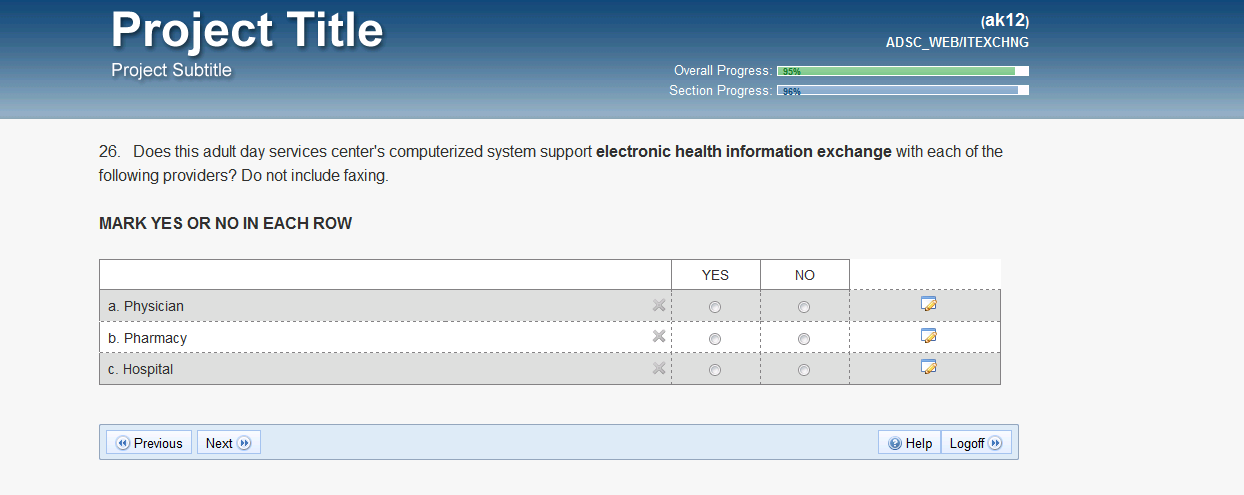 Project Title
Project Subtitle
(ak12)
ADSC_WEB/ITEXCHNG
Overall Progress: 95%
Section Progress: 96%
26. Does this adult day services center's computerized system support electronic health information exchange with each of the
following providers? Do not include faxing.
MARK YES OR NO IN EACH ROW
YES NO
a. Physician
b. Pharmacy
c. Hospital
Previous Next Help Logoff